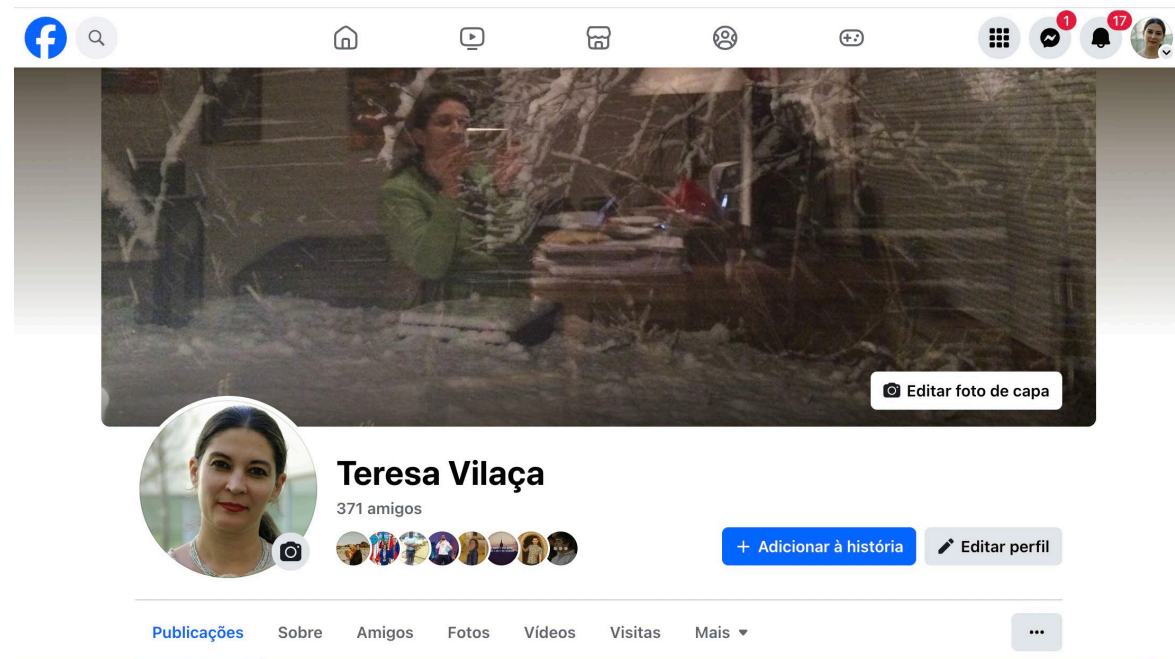 1
17
Editar foto de capa
Teresa Vilaça
371 amigos
+ Adicionar à história
Editar perfil
Publicações Sobre Amigos Fotos Vídeos Visitas Mais